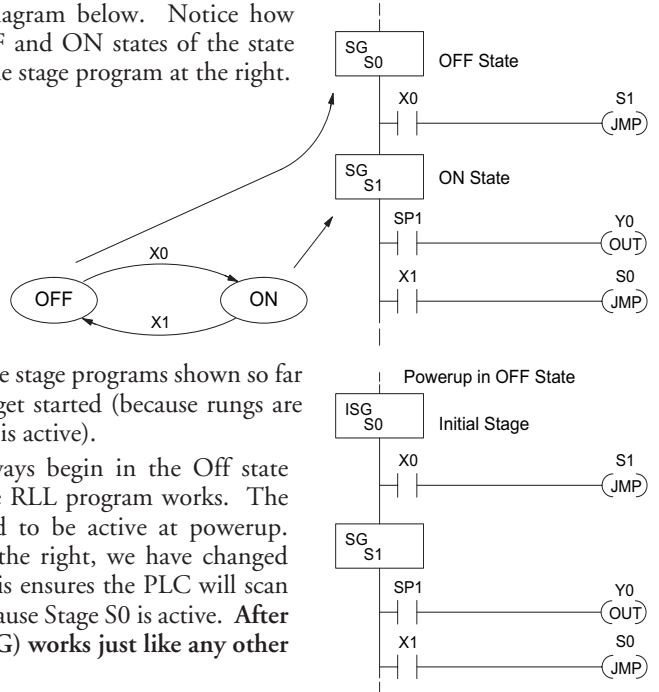 agram below. Notice how
F and ON states of the state
e stage program at the right.
SG
S0
OFF State
X0
S1
JMP
SG
S1
ON State
SP1
Y0
OUT
X1
S0
JMP
X0
OFF
ON
X1
e stage programs shown so far
get started (because rungs are
is active).
ays begin in the Off state
e RLL program works. The
d to be active at powerup.
the right, we have changed
is ensures the PLC will scan
ause Stage S0 is active. After
G) works just like any other
Powerup in OFF State
ISG
S0
Initial Stage
X0
S1
JMP
SG
S1
SP1
Y0
OUT
X1
S0
JMP